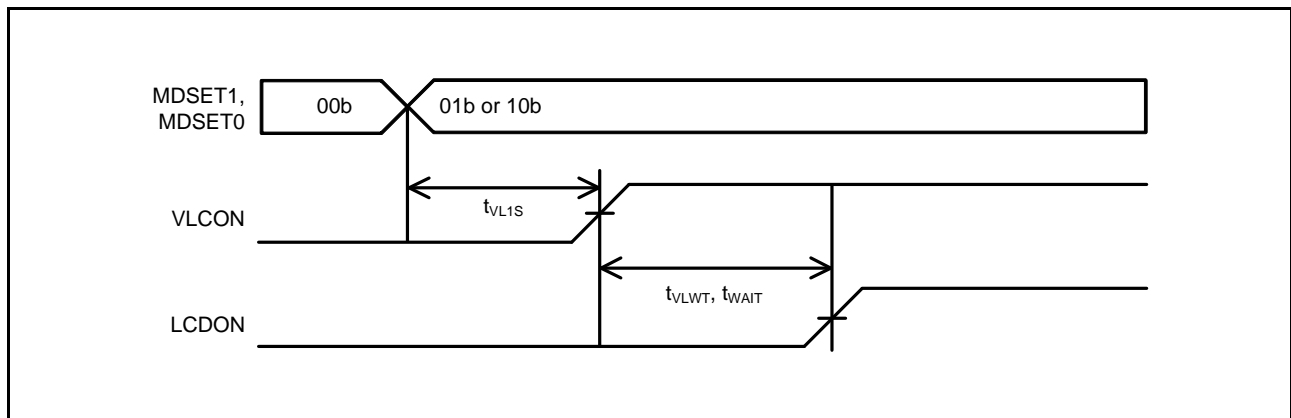 MDSET1,
MDSET0
00b
01b or 10b
tVL1S
VLCON
tVLWT, tWAIT
LCDON